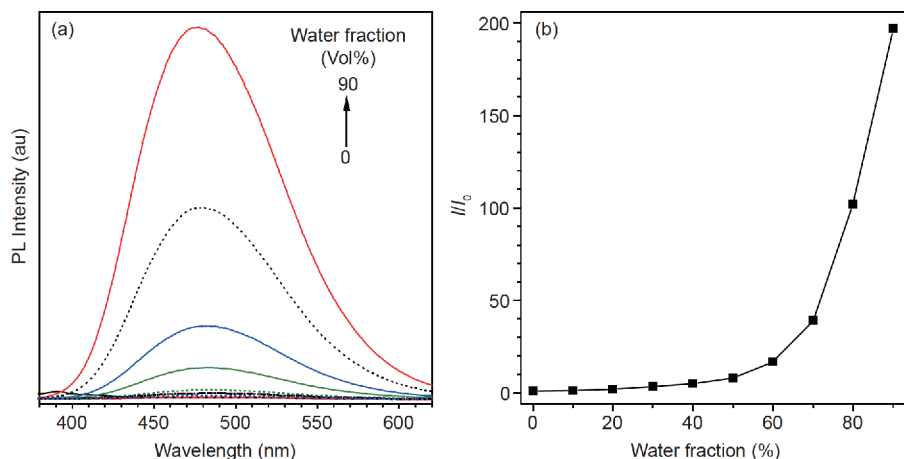 (a)
Water fraction
(Vol%)
90
0
PL Intensity (au)
400 450 500 550 600
Wavelength (nm)
(b)
200
150
100
50
0
I/I₀
0 20 40 60 80
Water fraction (%)